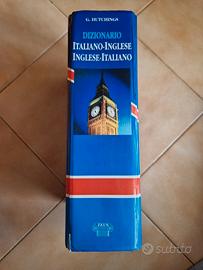 G. HUTCHINGS
DIZIONARIO
ITALIANO-INGLESE
INGLESE-ITALIANO
subito